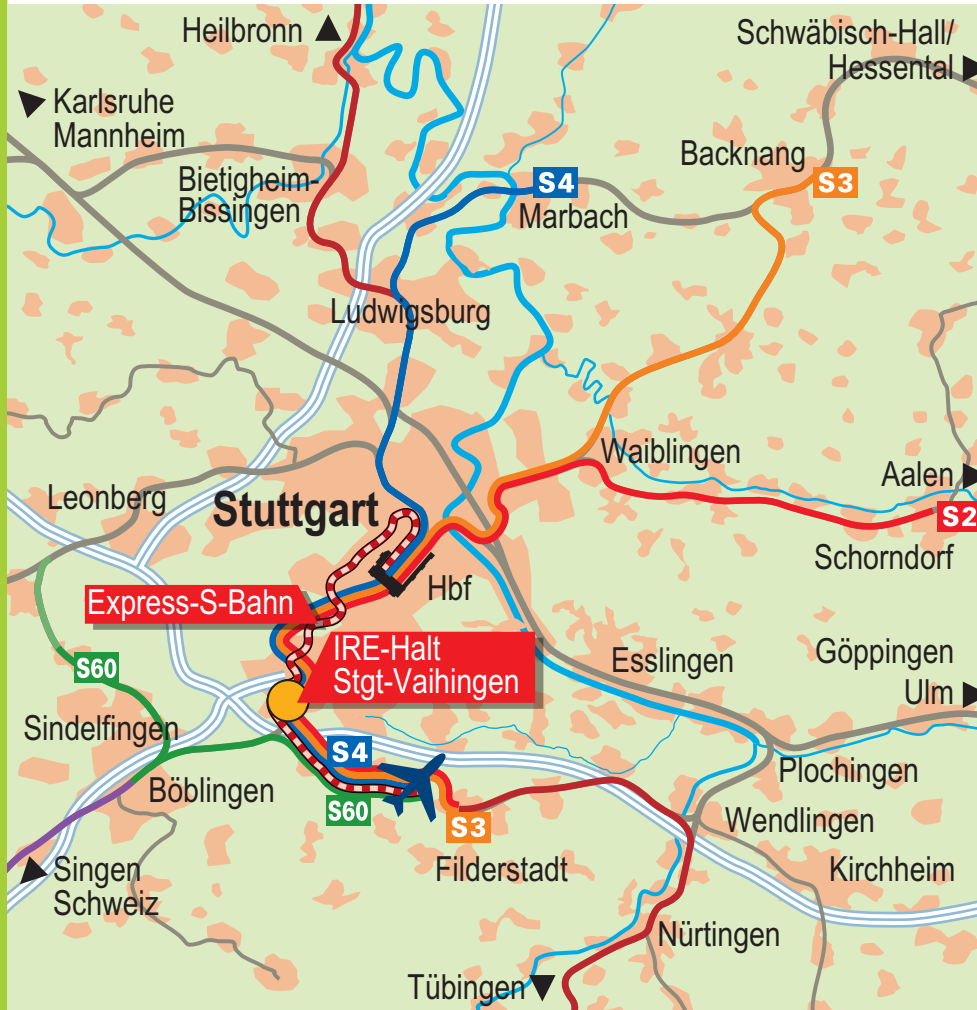 Heilbronn
Schwäbisch-Hall/
Hessental
Karlsruhe
Mannheim
Backnang
Bietigheim-
Bissingen
S4
S3
Marbach
Ludwigsburg
Waiblingen
Aalen
Leonberg
Stuttgart
S2
Schorndorf
Hbf
Express-S-Bahn
IRE-Halt
Stgt-Vaihingen
Esslingen
Göppingen
S60
Ulm
Sindelfingen
S4
Plochingen
Böblingen
S60
S3
Wendlingen
Filderstadt
Kirchheim
Singen
Schweiz
Nürtingen
Tübingen